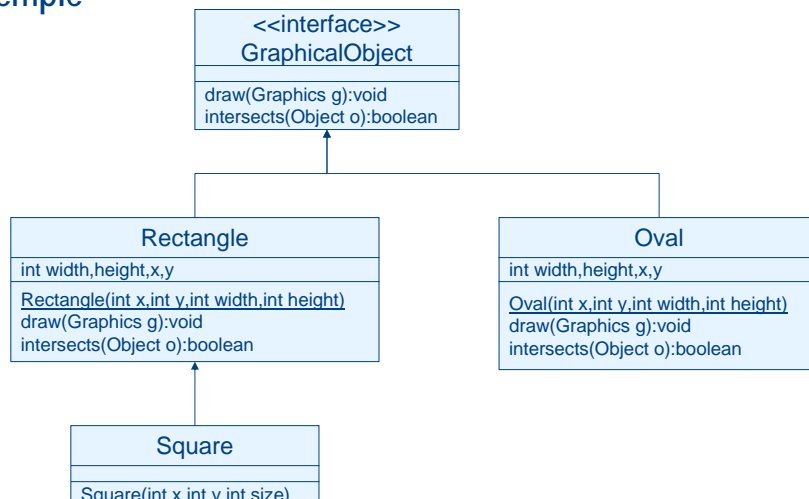 <<interface>>
GraphicalObject
draw(Graphics g):void
intersects(Object o):boolean
Rectangle
int width,height,x,y
Rectangle(int x,int y,int width,int height)
draw(Graphics g):void
intersects(Object o):boolean
Oval
int width,height,x,y
Oval(int x,int y,int width,int height)
draw(Graphics g):void
intersects(Object o):boolean
Square
Square(int x,int y,int size)